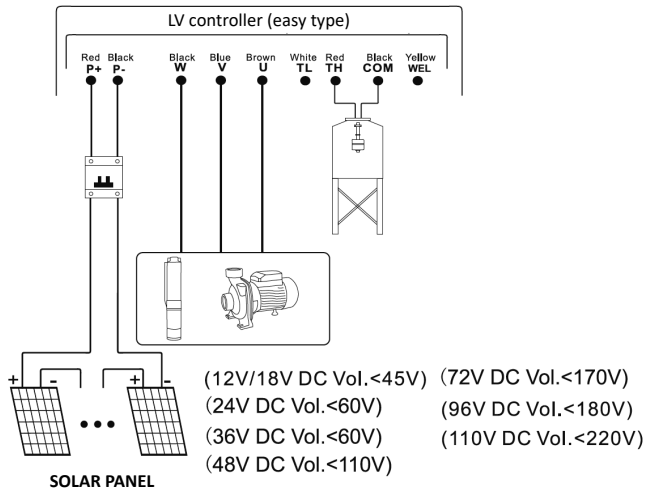 LV controller (easy type)
Red Black Black Blue Brown White Red Black Yellow
P+ P- W V U TL TH COM WEL
+ - + -
(12V/18V DC Vol.<45V) (72V DC Vol.<170V)
(24V DC Vol.<60V) (96V DC Vol.<180V)
(36V DC Vol.<60V) (110V DC Vol.<220V)
(48V DC Vol.<110V)
SOLAR PANEL